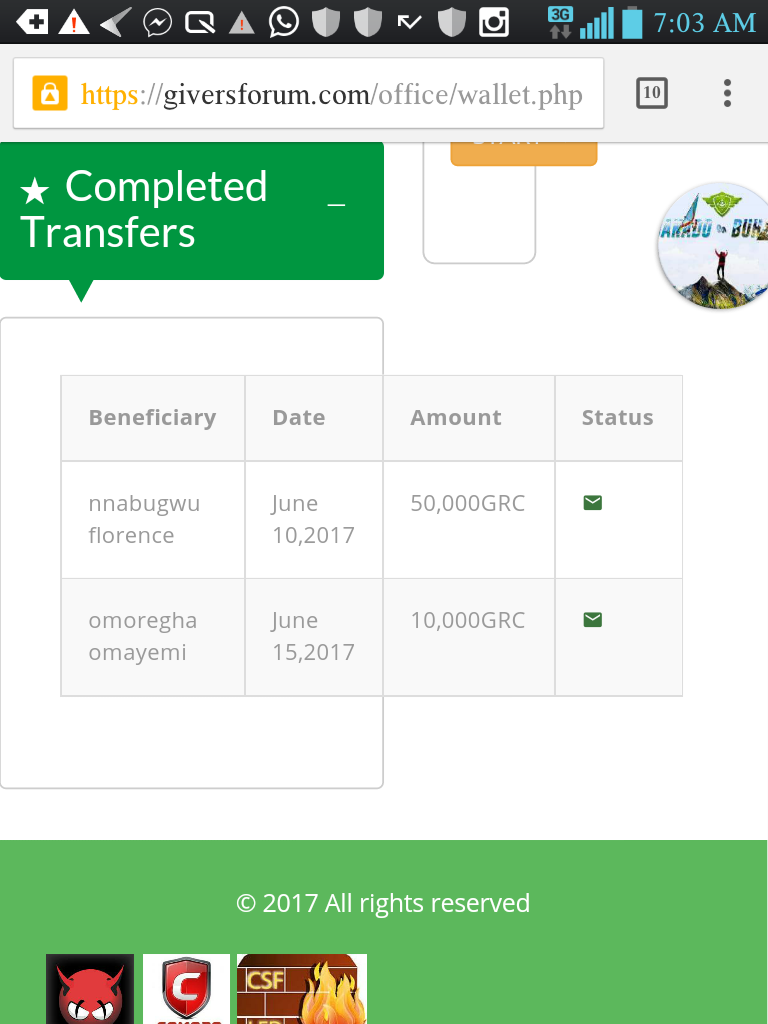 3G 7:03 AM
https://giversforum.com/office/wallet.php
10
★ Completed
Transfers
Beneficiary Date Amount Status
nnabugwu
florence
June
10,2017
50,000GRC
omoregha
omayemi
June
15,2017
10,000GRC
© 2017 All rights reserved
C
CSF